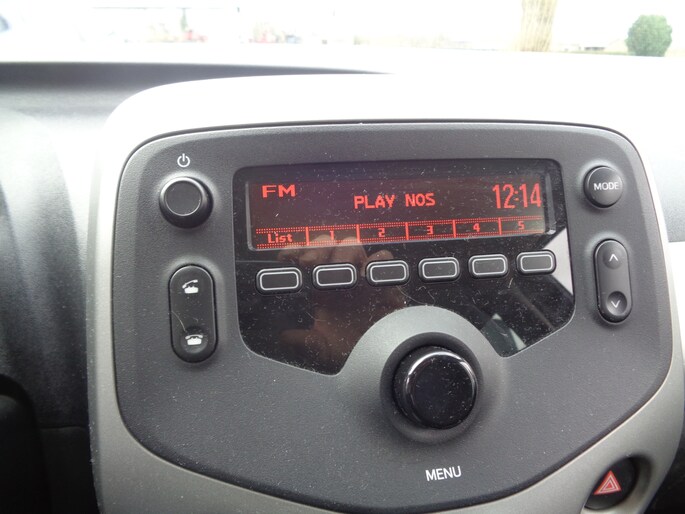 FM PLAY NOS 12:14
List 1 2 3 4 5
MODE
MENU